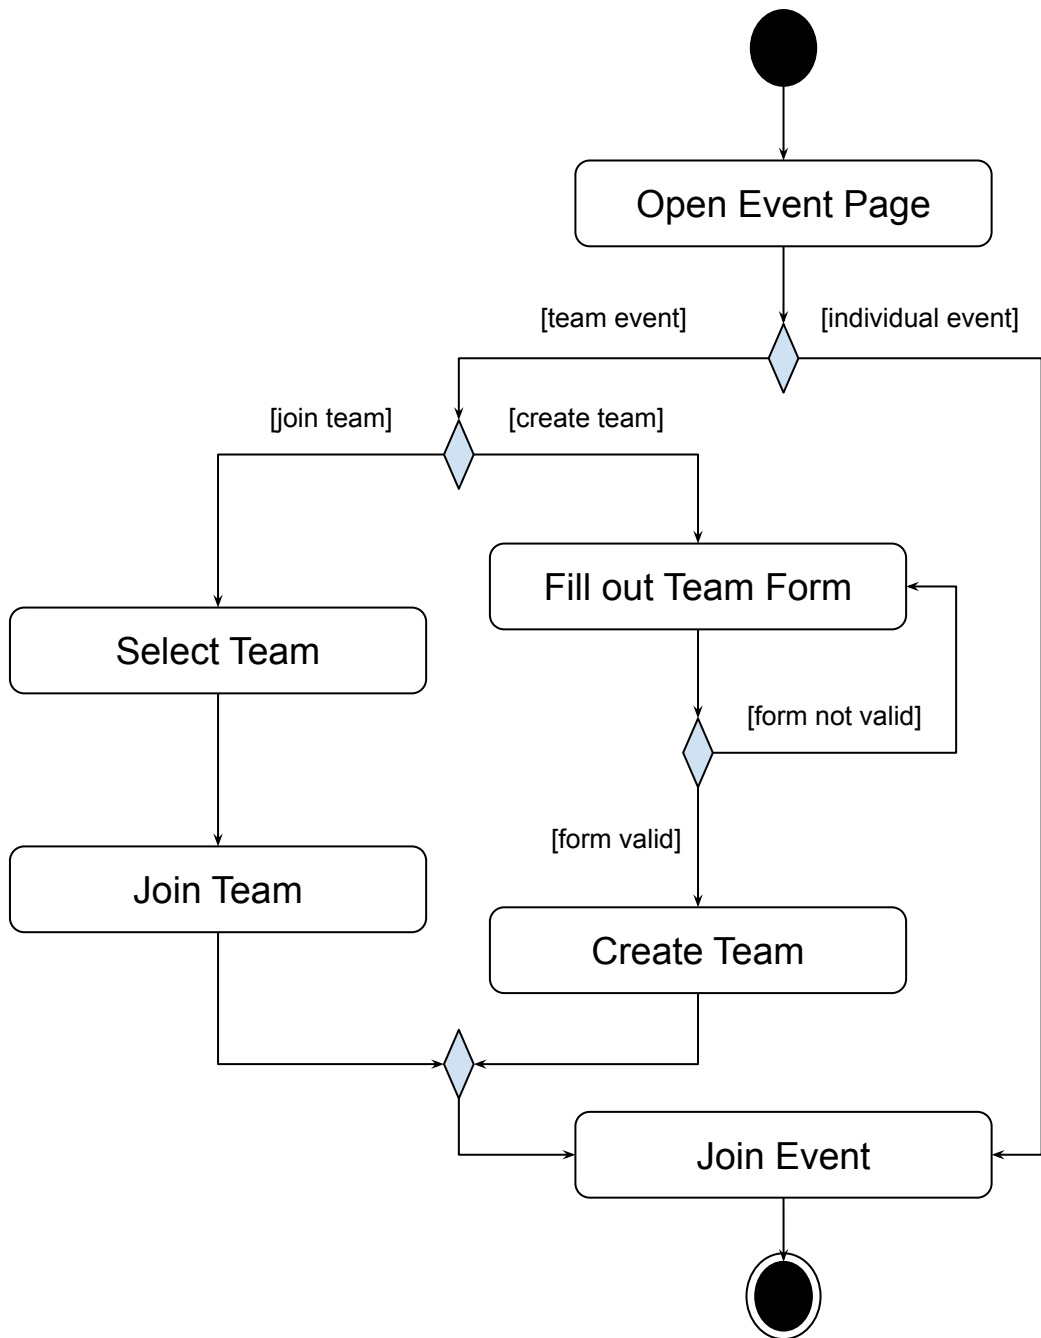 Open Event Page
[team event]
[individual event]
[join team]
[create team]
Fill out Team Form
Select Team
[form not valid]
[form valid]
Join Team
Create Team
Join Event